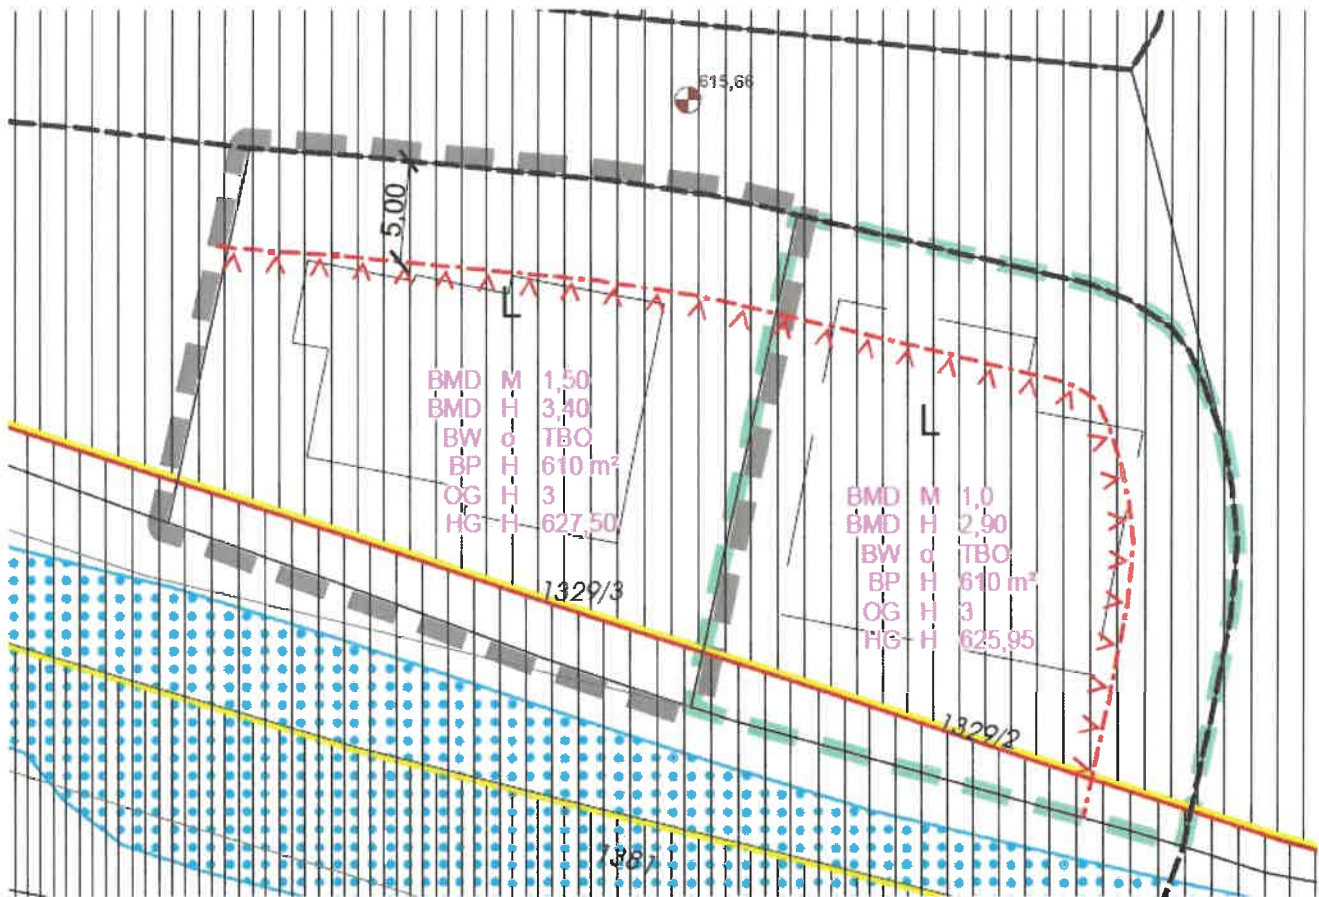 615,66
5,00
L
BMD M 1,50
BMD H 3,40
BW o TBO
BP H 610 m²
OG H 3
HG H 627,50
1329/3
L
BMD M 1,0
BMD H 2,90
BW o TBO
BP H 610 m²
OG H 3
HG H 625,95
1329/2
1381